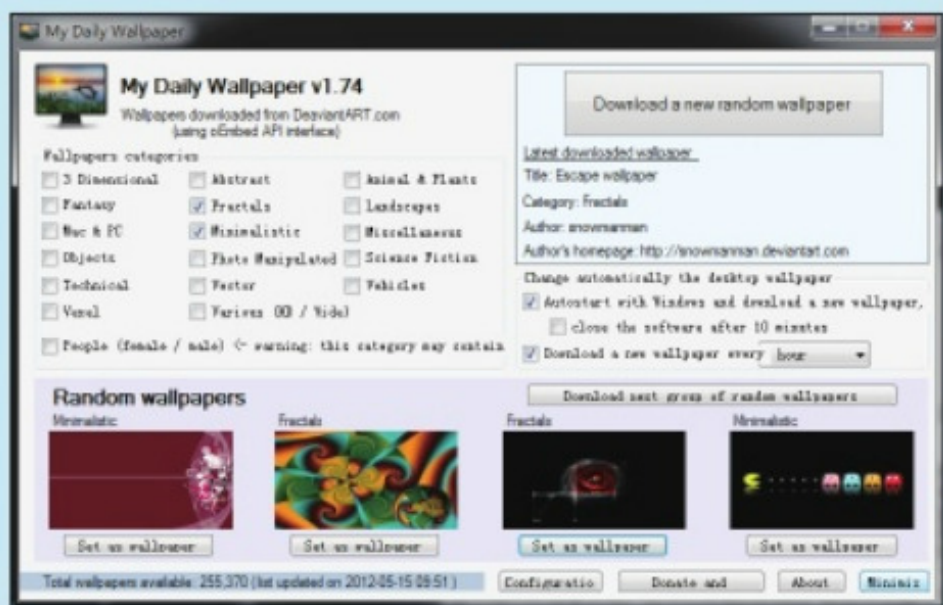 My Daily Wallpaper
My Daily Wallpaper v1.74
Wallpapers downloaded from DeaviantART.com
(using oEmbed API interface)
Wallpapers categories
3 Dimensional
Abstract
Animal & Plants
Fantasy
Fractals
Landscapes
Mac & PC
Minimalistic
Miscellaneous
Objects
Photo Manipulated
Science Fiction
Technical
Vector
Vehicles
Vexel
Varioux (XXL / Wide)
People (female / male) <- warning: this category may contain
Download a new random wallpaper
Latest downloaded wallpaper
Title: Escape wallpaper
Category: Fractals
Author: snowmanman
Author's homepage: http://snowmanman.deviantart.com
Change automatically the desktop wallpaper
Autostart with Windows and download a new wallpaper,
close the software after 10 minutes
Download a new wallpaper every hour
Random wallpapers
Download next group of random wallpapers
Minimalistic
Fractals
Fractals
Minimalistic
Set as wallpaper
Set as wallpaper
Set as wallpaper
Set as wallpaper
Total wallpapers available: 255,370 (list updated on 2012-05-15 09:51 )
Configuratio
Donate and
About
Minimiz